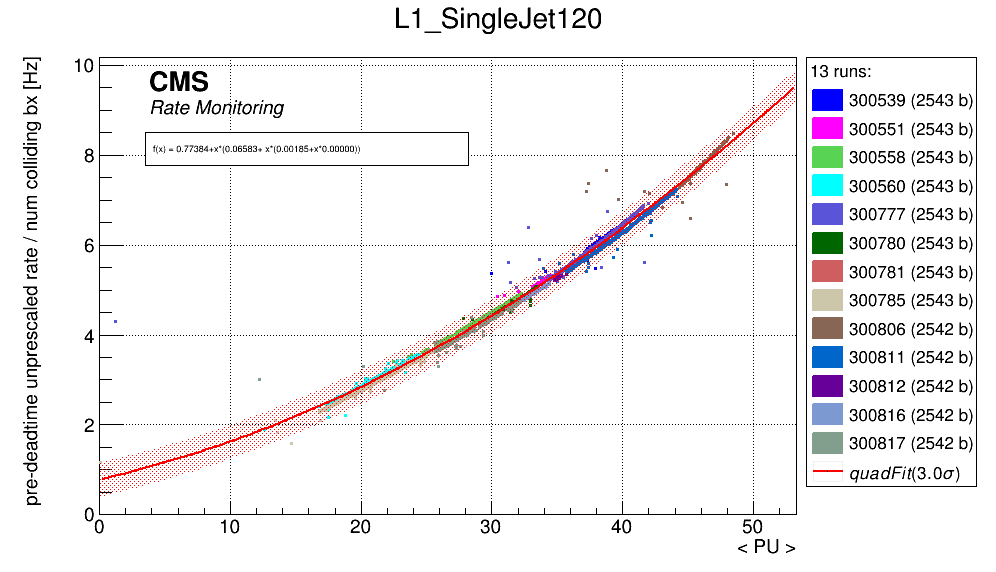 L1_SingleJet120
pre-deadtime unprescaled rate / num colliding bx [Hz]
10
8
6
4
2
0
CMS
Rate Monitoring
f(x) = 0.77384+x*(0.06583+ x*(0.00185+x*0.00000))
0 10 20 30 40 50
< PU >
13 runs:
300539 (2543 b)
300551 (2543 b)
300558 (2543 b)
300560 (2543 b)
300777 (2543 b)
300780 (2543 b)
300781 (2543 b)
300785 (2543 b)
300806 (2542 b)
300811 (2542 b)
300812 (2542 b)
300816 (2542 b)
300817 (2542 b)
quadFit(3.0σ)